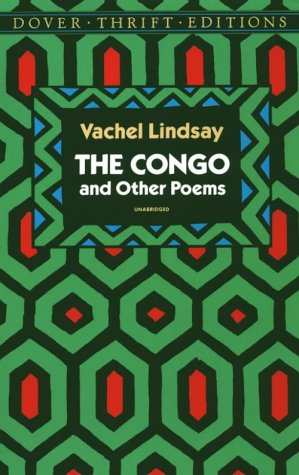 DOVER · THRIFT · EDITIONS
Vachel Lindsay
THE CONGO
and Other Poems
UNABRIDGED